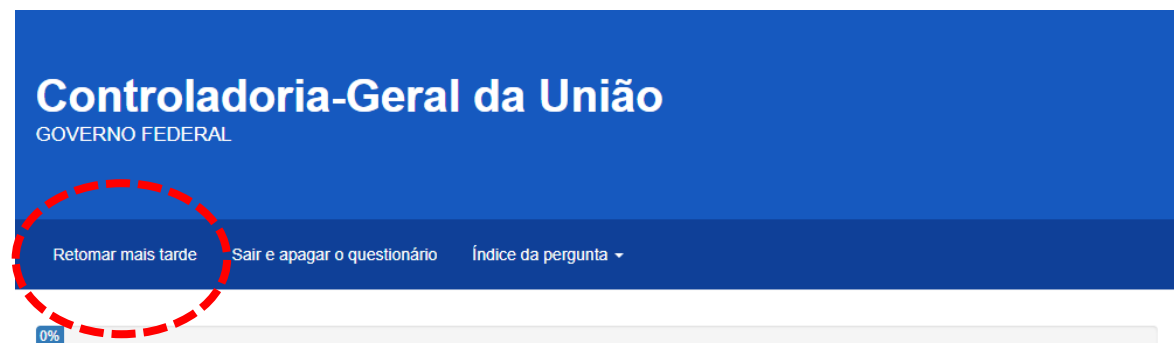 Controladoria-Geral da União
GOVERNO FEDERAL
Retomar mais tarde Sair e apagar o questionário Índice da pergunta
0%